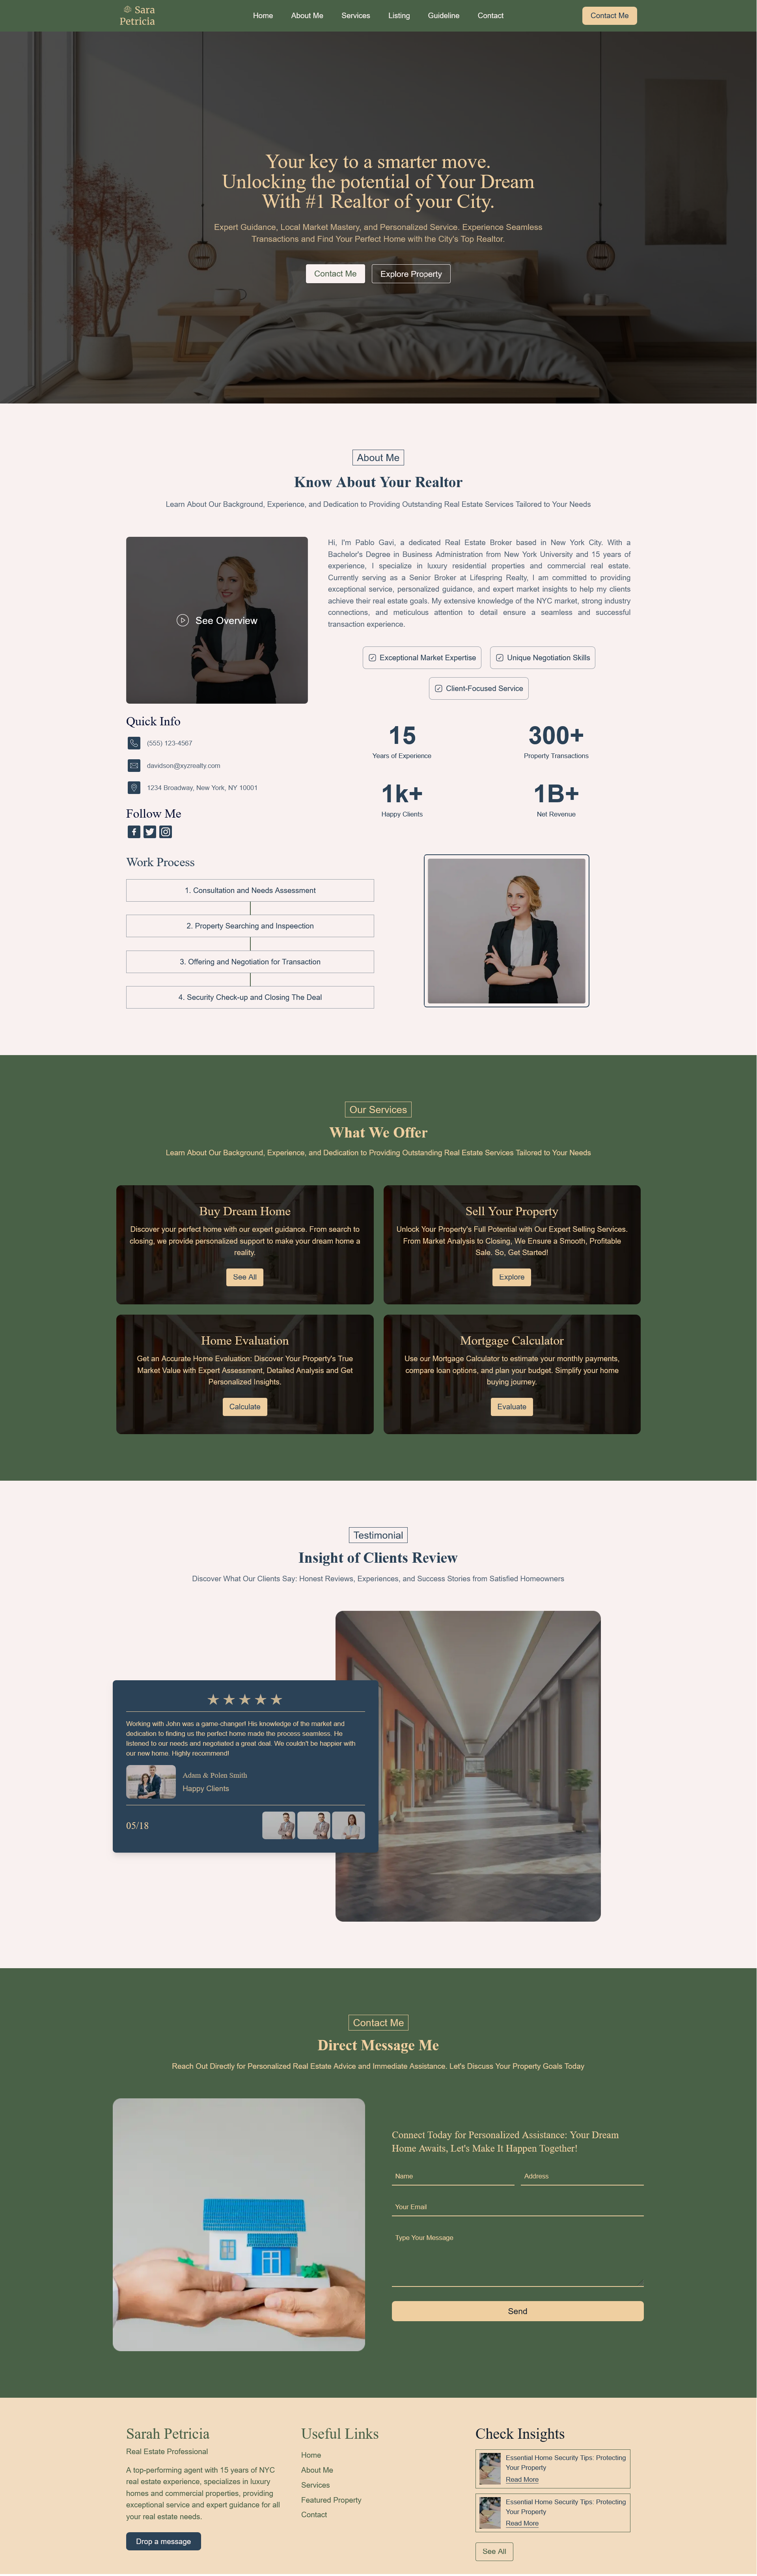 Sara
Petricia
Home
About Me
Services
Listing
Guideline
Contact
Contact Me
Your key to a smarter move.
Unlocking the potential of Your Dream
With #1 Realtor of your City.
Expert Guidance, Local Market Mastery, and Personalized Service. Experience Seamless
Transactions and Find Your Perfect Home with the City's Top Realtor.
Contact Me
Explore Property
About Me
Know About Your Realtor
Learn About Our Background, Experience, and Dedication to Providing Outstanding Real Estate Services Tailored to Your Needs
See Overview
Hi, I'm Pablo Gavi, a dedicated Real Estate Broker based in New York City. With a
Bachelor's Degree in Business Administration from New York University and 15 years of
experience, I specialize in luxury residential properties and commercial real estate.
Currently serving as a Senior Broker at Lifespring Realty, I am committed to providing
exceptional service, personalized guidance, and expert market insights to help my clients
achieve their real estate goals. My extensive knowledge of the NYC market, strong industry
connections, and meticulous attention to detail ensure a seamless and successful
transaction experience.
Exceptional Market Expertise
Unique Negotiation Skills
Client-Focused Service
Quick Info
(555) 123-4567
davidson@xyzrealty.com
1234 Broadway, New York, NY 10001
Follow Me
15
Years of Experience
300+
Property Transactions
1k+
Happy Clients
1B+
Net Revenue
Work Process
1. Consultation and Needs Assessment
2. Property Searching and Inspeection
3. Offering and Negotiation for Transaction
4. Security Check-up and Closing The Deal
Our Services
What We Offer
Learn About Our Background, Experience, and Dedication to Providing Outstanding Real Estate Services Tailored to Your Needs
Buy Dream Home
Discover your perfect home with our expert guidance. From search to
closing, we provide personalized support to make your dream home a
reality.
See All
Sell Your Property
Unlock Your Property's Full Potential with Our Expert Selling Services.
From Market Analysis to Closing, We Ensure a Smooth, Profitable
Sale. So, Get Started!
Explore
Home Evaluation
Get an Accurate Home Evaluation: Discover Your Property's True
Market Value with Expert Assessment, Detailed Analysis and Get
Personalized Insights.
Calculate
Mortgage Calculator
Use our Mortgage Calculator to estimate your monthly payments,
compare loan options, and plan your budget. Simplify your home
buying journey.
Evaluate
Testimonial
Insight of Clients Review
Discover What Our Clients Say: Honest Reviews, Experiences, and Success Stories from Satisfied Homeowners
Working with John was a game-changer! His knowledge of the market and
dedication to finding us the perfect home made the process seamless. He
listened to our needs and negotiated a great deal. We couldn't be happier with
our new home. Highly recommend!
Adam & Polen Smith
Happy Clients
05/18
Contact Me
Direct Message Me
Reach Out Directly for Personalized Real Estate Advice and Immediate Assistance. Let's Discuss Your Property Goals Today
Connect Today for Personalized Assistance: Your Dream
Home Awaits, Let's Make It Happen Together!
Name
Address
Your Email
Type Your Message
Send
Sarah Petricia
Real Estate Professional
A top-performing agent with 15 years of NYC
real estate experience, specializes in luxury
homes and commercial properties, providing
exceptional service and expert guidance for all
your real estate needs.
Drop a message
Useful Links
Home
About Me
Services
Featured Property
Contact
Check Insights
Essential Home Security Tips: Protecting
Your Property
Read More
Essential Home Security Tips: Protecting
Your Property
Read More
See All